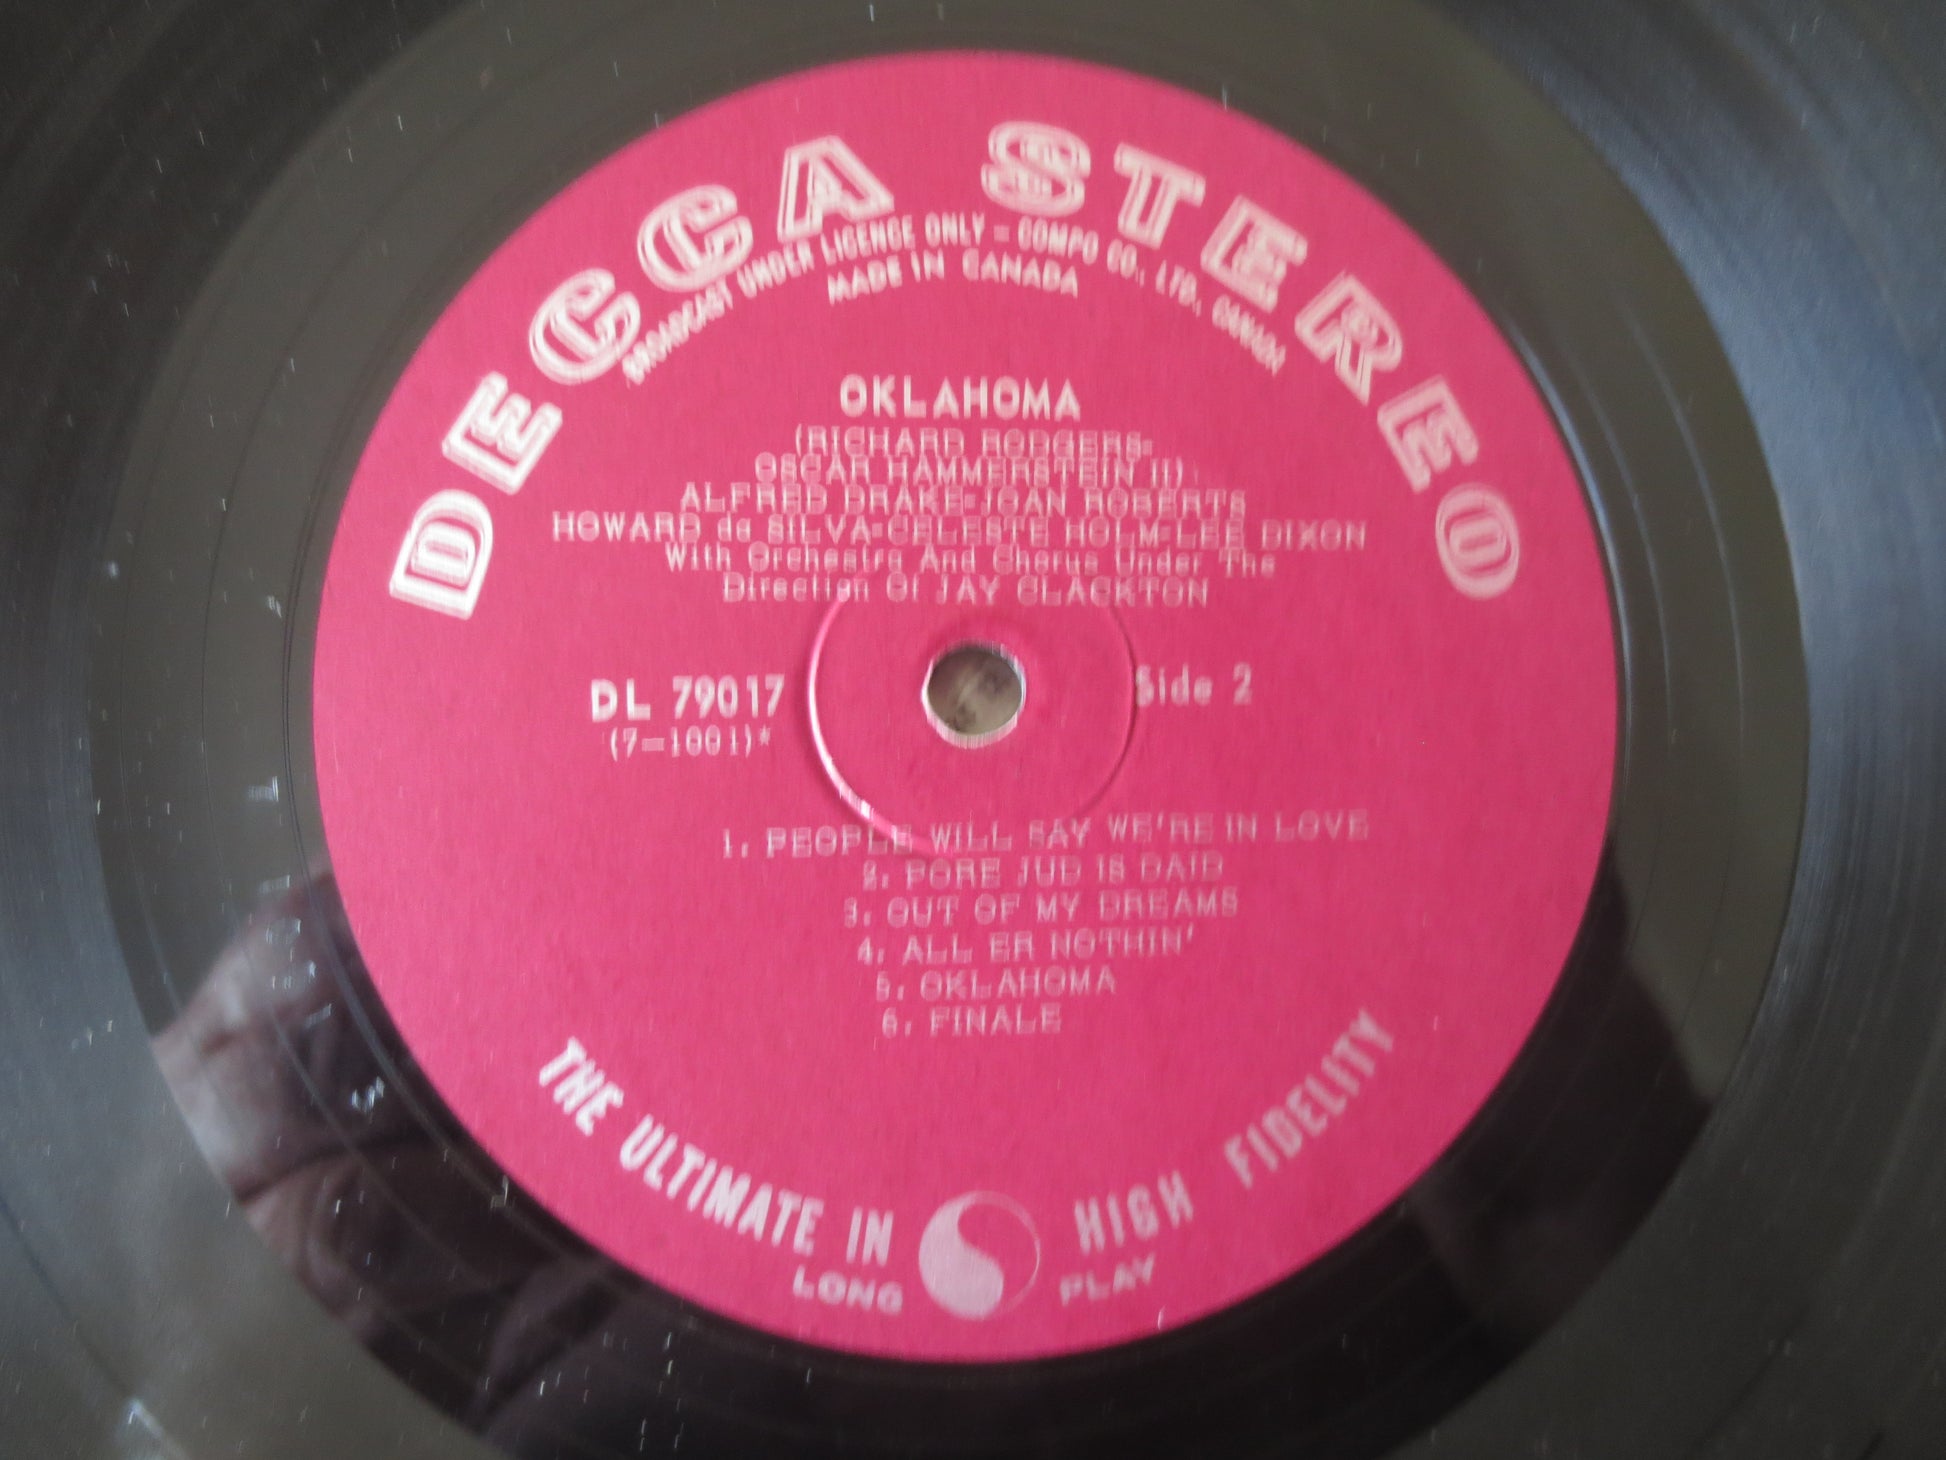 DECCA STEREO
BROADCAST UNDER LICENCE ONLY - COMPO CO., LTD., CANADA
MADE IN CANADA
OKLAHOMA
(RICHARD RODGERS-
OSCAR HAMMERSTEIN II)
ALFRED DRAKE-JOAN ROBERTS
HOWARD da SILVA-CELESTE HOLM-LEE DIXON
With Orchestra And Chorus Under The
Direction Of JAY CLACKTON
DL 79017
Side 2
(7-1001)*
1. PEOPLE WILL SAY WE'RE IN LOVE
2. PORE JUD IS DAID
3. OUT OF MY DREAMS
4. ALL ER NOTHIN'
5. OKLAHOMA
6. FINALE
THE ULTIMATE IN HIGH FIDELITY
LONG PLAY